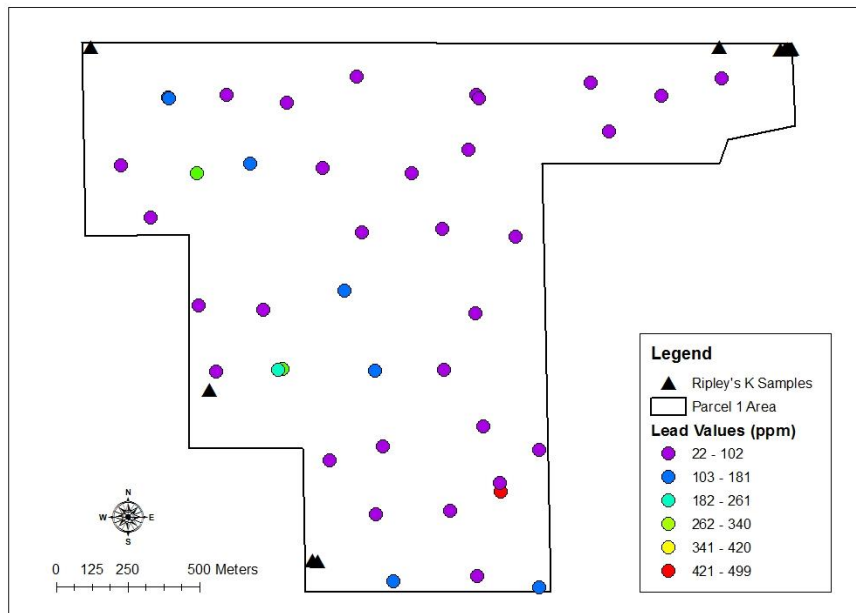 Legend
Ripley's K Samples
Parcel 1 Area
Lead Values (ppm)
22 - 102
103 - 181
182 - 261
262 - 340
341 - 420
421 - 499
N
W E
S
0 125 250 500 Meters